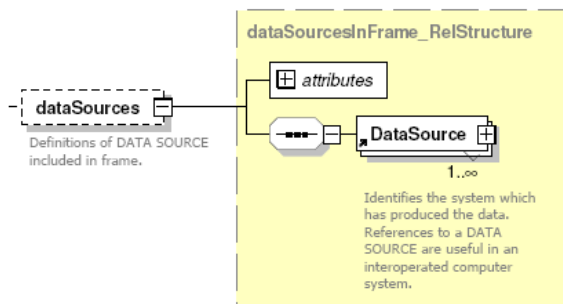 dataSourcesInFrame_RelStructure
attributes
dataSources
Definitions of DATA SOURCE
included in frame.
DataSource
1..∞
Identifies the system which
has produced the data.
References to a DATA
SOURCE are useful in an
interoperated computer
system.